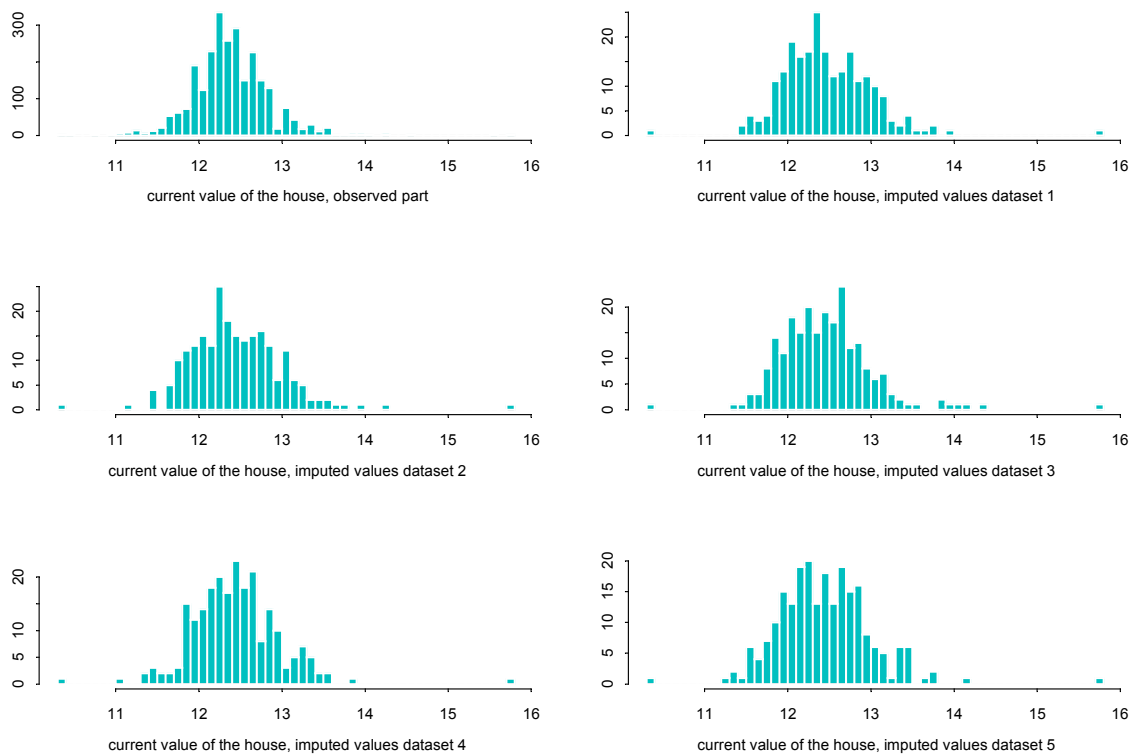 300
100
0
11 12 13 14 15 16
current value of the house, observed part
20
10
5
0
11 12 13 14 15 16
current value of the house, imputed values dataset 1
20
10
5
0
11 12 13 14 15 16
current value of the house, imputed values dataset 2
20
10
5
0
11 12 13 14 15 16
current value of the house, imputed values dataset 3
20
10
5
0
11 12 13 14 15 16
current value of the house, imputed values dataset 4
20
15
10
5
0
11 12 13 14 15 16
current value of the house, imputed values dataset 5